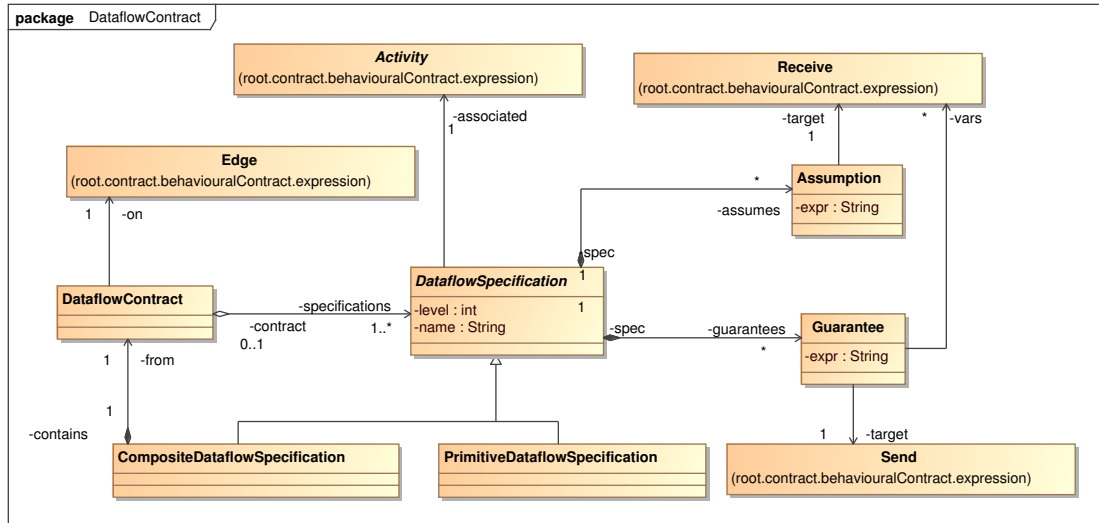 package DataflowContract
Activity
(root.contract.behaviouralContract.expression)
Receive
(root.contract.behaviouralContract.expression)
-associated
1
-target
1
*
-vars
Edge
(root.contract.behaviouralContract.expression)
1
-on
*
-assumes
Assumption
-expr : String
spec
1
DataflowSpecification
-level : int
-name : String
1
DataflowContract
-specifications
-contract
1..*
0..1
-spec
-guarantees
*
Guarantee
-expr : String
1
-from
1
-contains
1
-target
CompositeDataflowSpecification
PrimitiveDataflowSpecification
Send
(root.contract.behaviouralContract.expression)